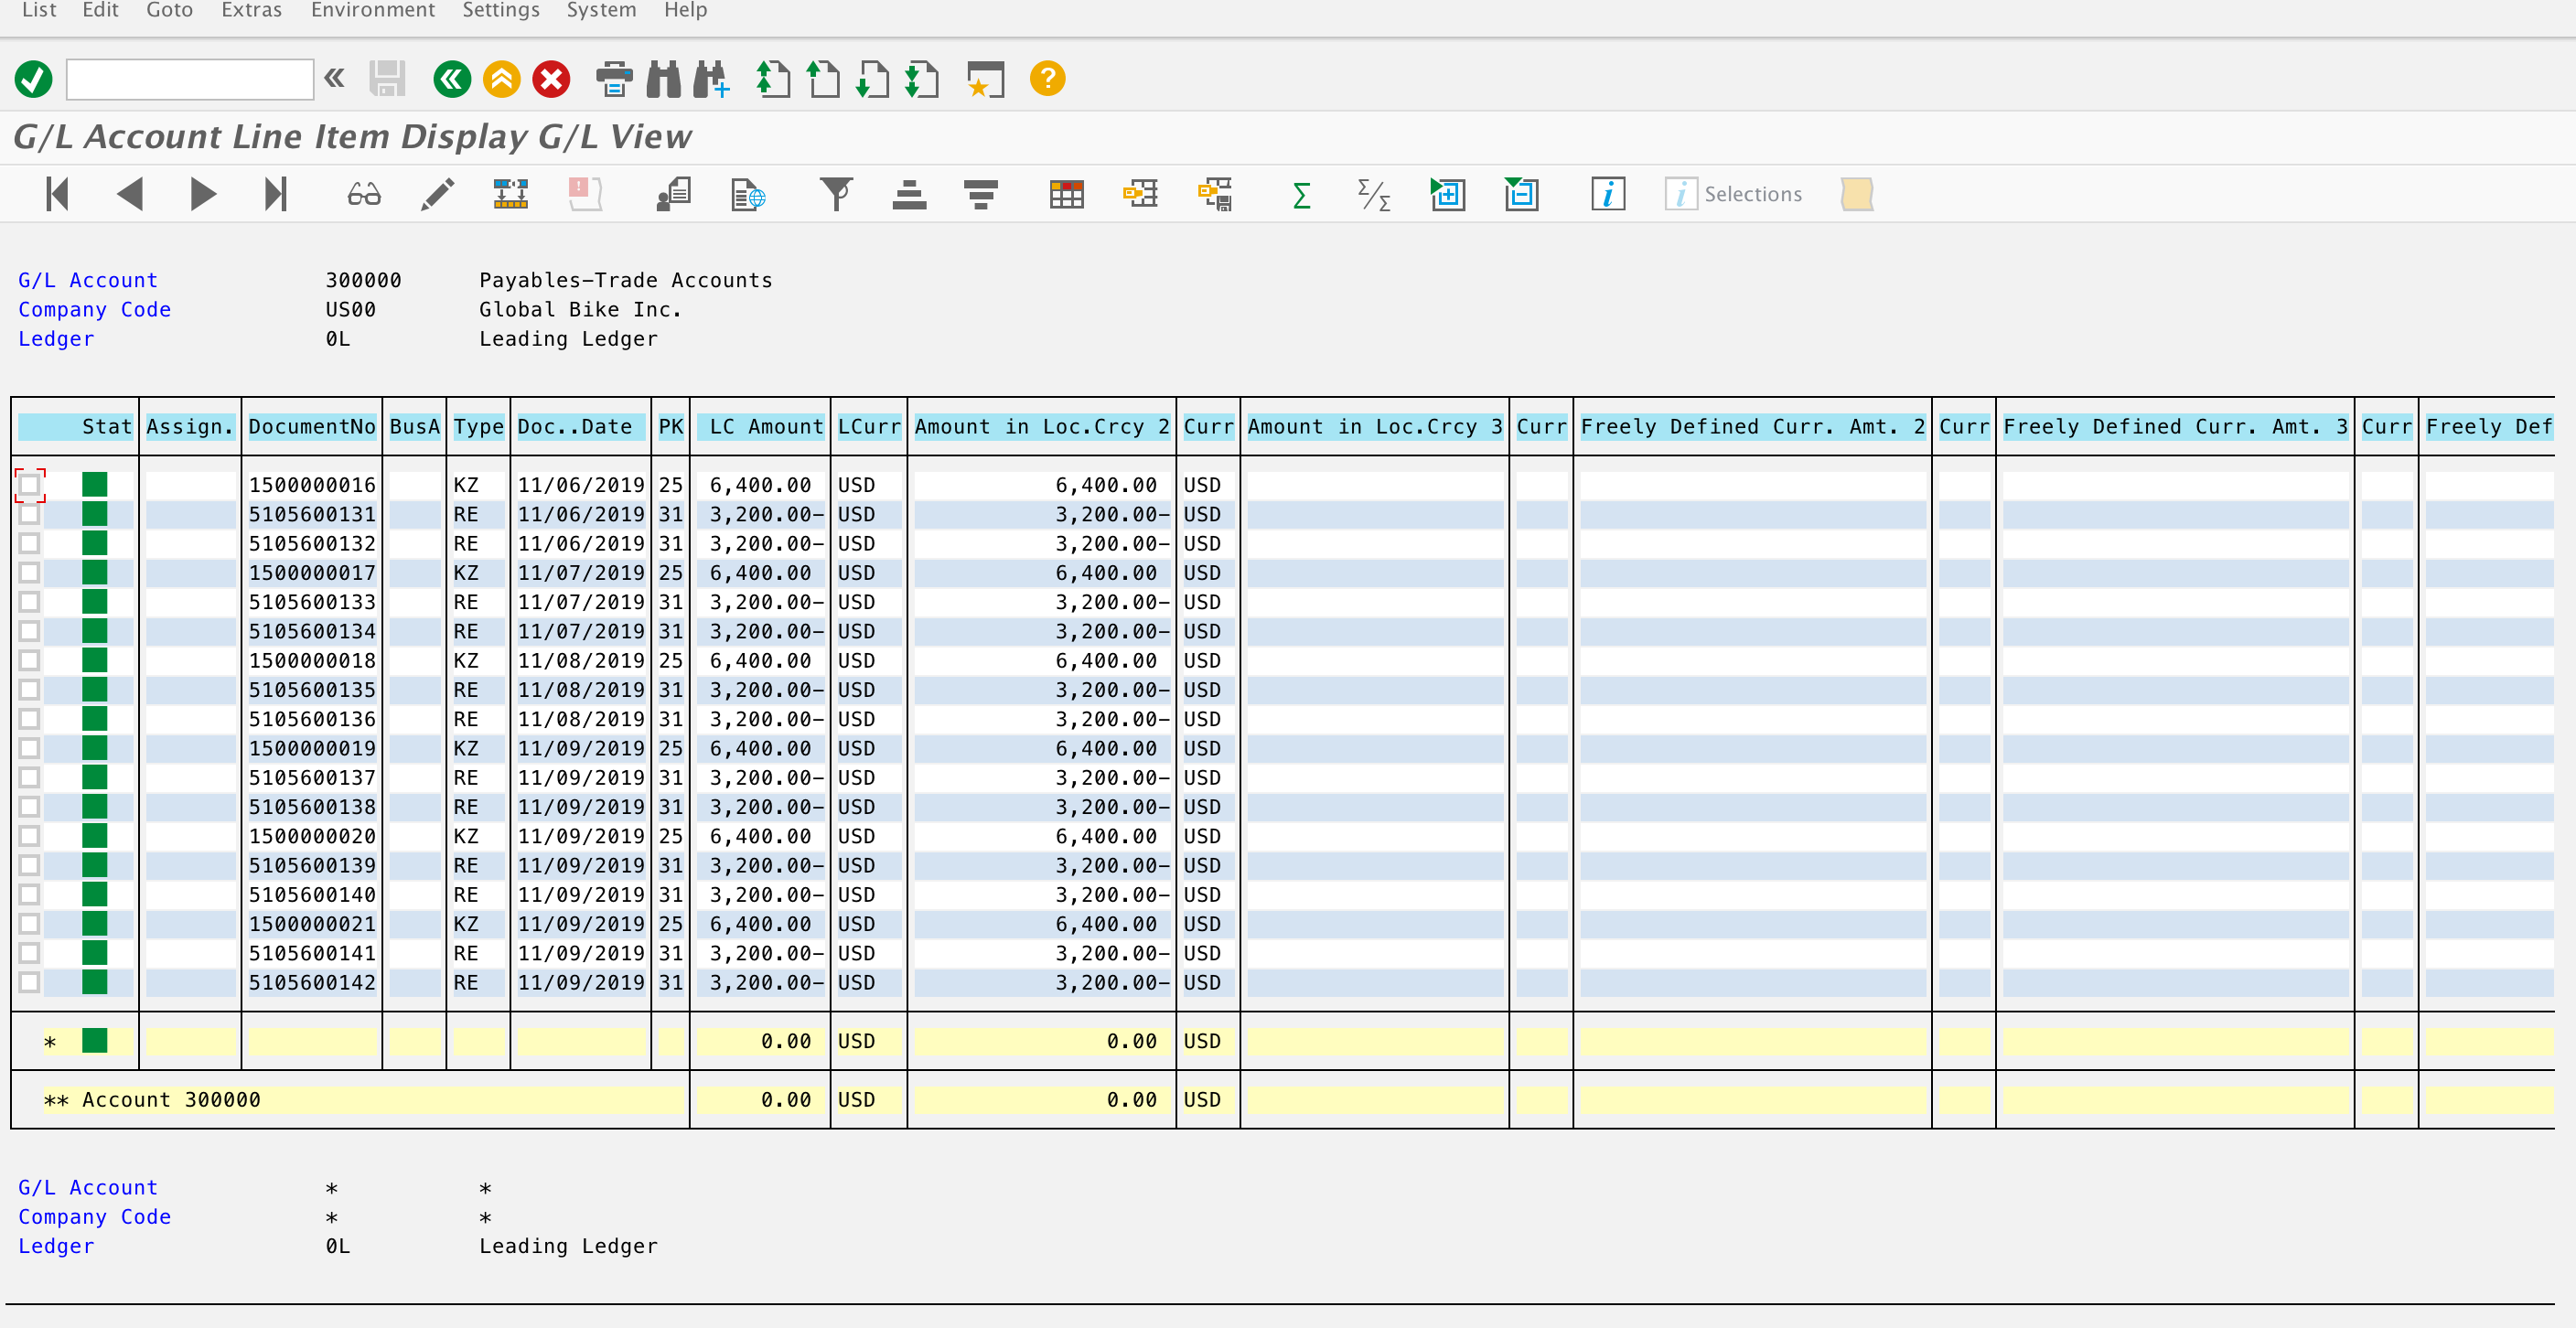 List Edit Goto Extras Environment Settings System Help
G/L Account Line Item Display G/L View
Selections
G/L Account 300000 Payables-Trade Accounts
Company Code US00 Global Bike Inc.
Ledger 0L Leading Ledger
Stat Assign. DocumentNo BusA Type Doc..Date PK LC Amount LCurr Amount in Loc.Crcy 2 Curr Amount in Loc.Crcy 3 Curr Freely Defined Curr. Amt. 2 Curr Freely Defined Curr. Amt. 3 Curr Freely Def
1500000016 KZ 11/06/2019 25 6,400.00 USD 6,400.00 USD
5105600131 RE 11/06/2019 31 3,200.00- USD 3,200.00- USD
5105600132 RE 11/06/2019 31 3,200.00- USD 3,200.00- USD
1500000017 KZ 11/07/2019 25 6,400.00 USD 6,400.00 USD
5105600133 RE 11/07/2019 31 3,200.00- USD 3,200.00- USD
5105600134 RE 11/07/2019 31 3,200.00- USD 3,200.00- USD
1500000018 KZ 11/08/2019 25 6,400.00 USD 6,400.00 USD
5105600135 RE 11/08/2019 31 3,200.00- USD 3,200.00- USD
5105600136 RE 11/08/2019 31 3,200.00- USD 3,200.00- USD
1500000019 KZ 11/09/2019 25 6,400.00 USD 6,400.00 USD
5105600137 RE 11/09/2019 31 3,200.00- USD 3,200.00- USD
5105600138 RE 11/09/2019 31 3,200.00- USD 3,200.00- USD
1500000020 KZ 11/09/2019 25 6,400.00 USD 6,400.00 USD
5105600139 RE 11/09/2019 31 3,200.00- USD 3,200.00- USD
5105600140 RE 11/09/2019 31 3,200.00- USD 3,200.00- USD
1500000021 KZ 11/09/2019 25 6,400.00 USD 6,400.00 USD
5105600141 RE 11/09/2019 31 3,200.00- USD 3,200.00- USD
5105600142 RE 11/09/2019 31 3,200.00- USD 3,200.00- USD
* 0.00 USD 0.00 USD
** Account 300000 0.00 USD 0.00 USD
G/L Account * *
Company Code * *
Ledger 0L Leading Ledger